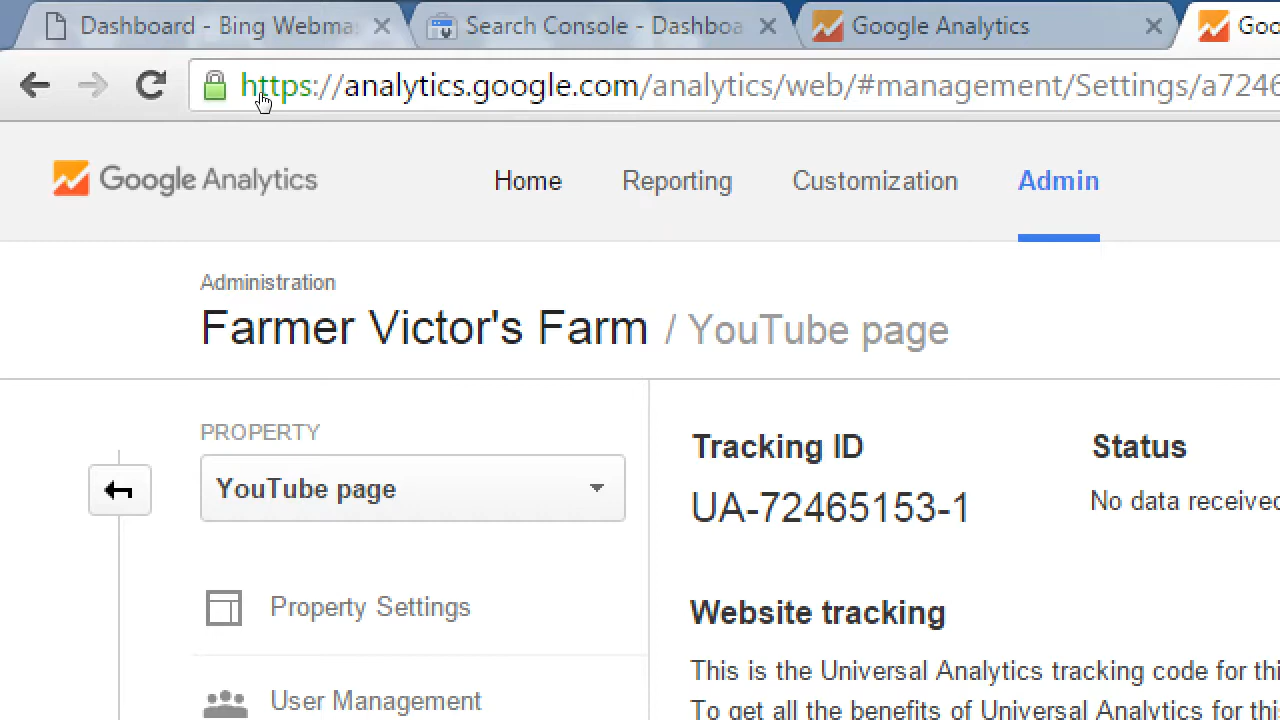 Dashboard - Bing Webma
Search Console - Dashboa
Google Analytics
Goo
https://analytics.google.com/analytics/web/#management/Settings/a7246
Google Analytics
Home
Reporting
Customization
Admin
Administration
Farmer Victor's Farm / YouTube page
PROPERTY
YouTube page
Property Settings
User Management
Tracking ID
UA-72465153-1
Status
No data received
Website tracking
This is the Universal Analytics tracking code for thi
To get all the benefits of Universal Analytics for this